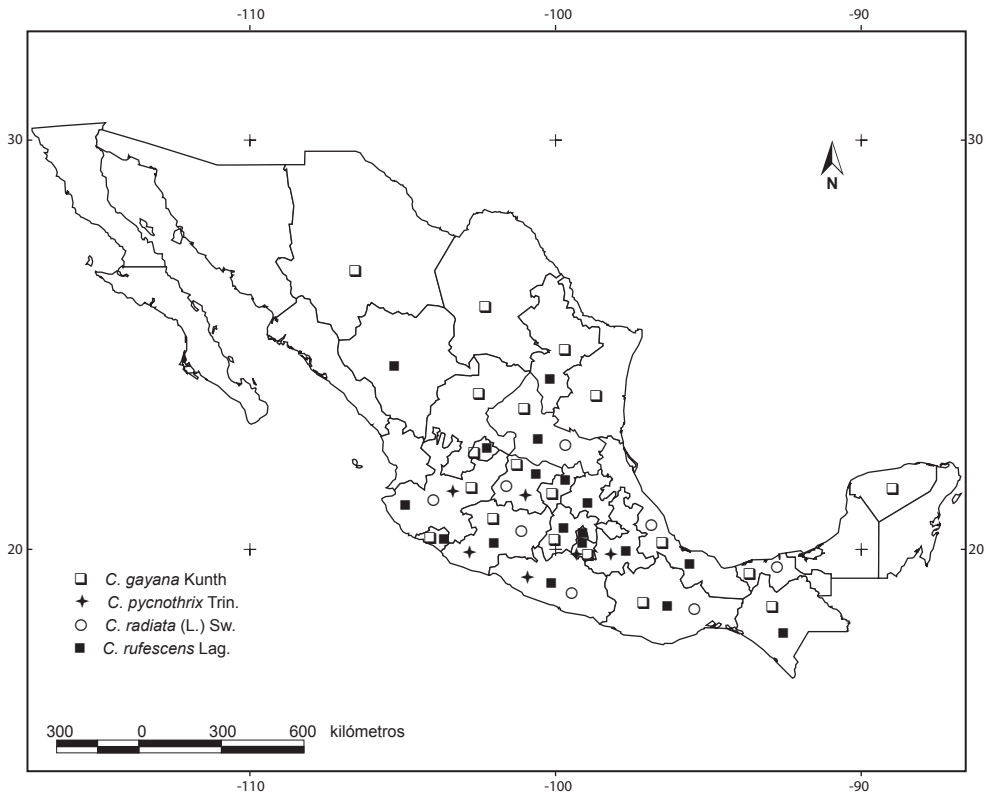 -110 -100 -90
30 30
N
20 20
C. gayana Kunth
C. pycnothrix Trin.
C. radiata (L.) Sw.
C. rufescens Lag.
300 0 300 600 kilómetros
-110 -100 -90